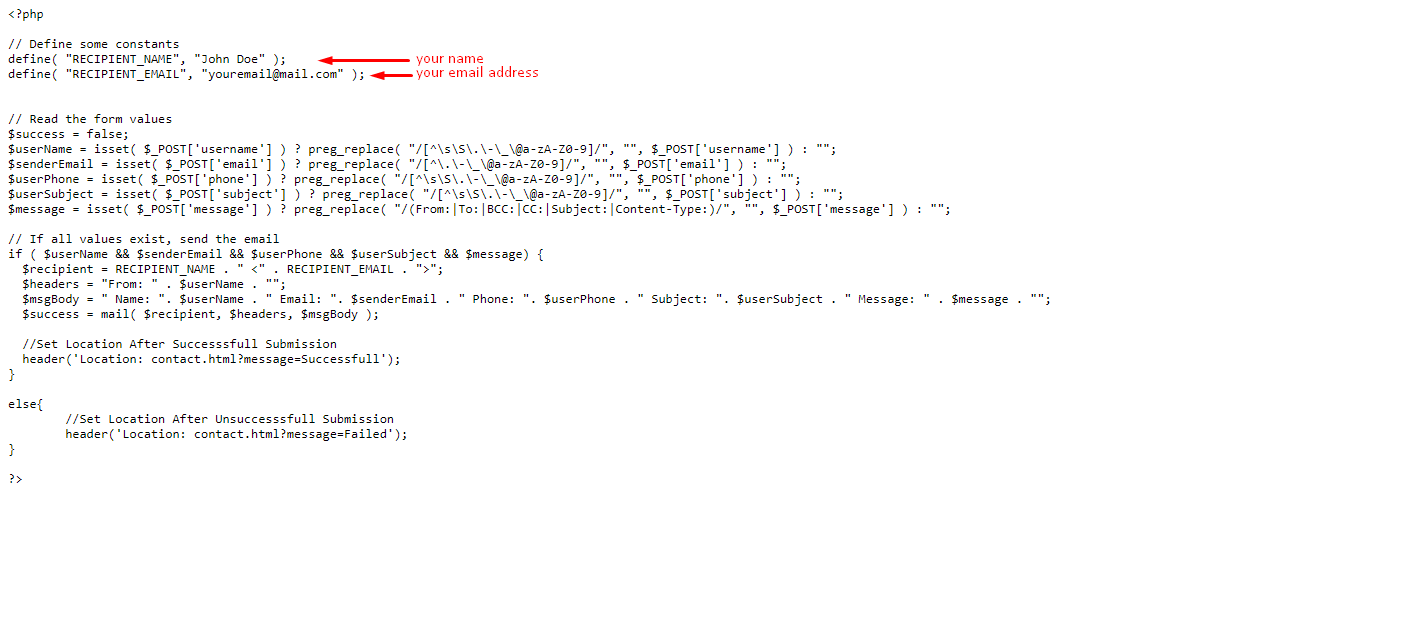 <?php
// Define some constants
define( "RECIPIENT_NAME", "John Doe" ); your name
define( "RECIPIENT_EMAIL", "youremail@mail.com" ); your email address
// Read the form values
$success = false;
$userName = isset( $_POST['username'] ) ? preg_replace( "/[^\s\S\.\-\_\@a-zA-Z0-9]/", "", $_POST['username'] ) : "";
$senderEmail = isset( $_POST['email'] ) ? preg_replace( "/[^\.\-\_\@a-zA-Z0-9]/", "", $_POST['email'] ) : "";
$userPhone = isset( $_POST['phone'] ) ? preg_replace( "/[^\s\S\.\-\_\@a-zA-Z0-9]/", "", $_POST['phone'] ) : "";
$userSubject = isset( $_POST['subject'] ) ? preg_replace( "/[^\s\S\.\-\_\@a-zA-Z0-9]/", "", $_POST['subject'] ) : "";
$message = isset( $_POST['message'] ) ? preg_replace( "/(From:|To:|BCC:|CC:|Subject:|Content-Type:)/", "", $_POST['message'] ) : "";
// If all values exist, send the email
if ( $userName && $senderEmail && $userPhone && $userSubject && $message) {
  $recipient = RECIPIENT_NAME . " <" . RECIPIENT_EMAIL . ">";
  $headers = "From: " . $userName . "";
  $msgBody = " Name: ". $userName . " Email: ". $senderEmail . " Phone: ". $userPhone . " Subject: ". $userSubject . " Message: " . $message . "";
  $success = mail( $recipient, $headers, $msgBody );
  //Set Location After Successsfull Submission
  header('Location: contact.html?message=Successfull');
}
else{
        //Set Location After Unsuccesssfull Submission
        header('Location: contact.html?message=Failed');
}
?>